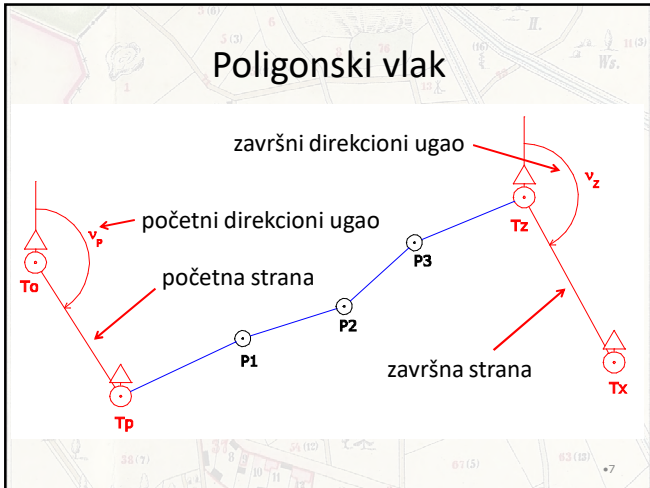 Poligonski vlak
završni direkcioni ugao
νz
Tz
početni direkcioni ugao
νp
To
početna strana
P3
P2
P1
završna strana
Tx
Tp
•7